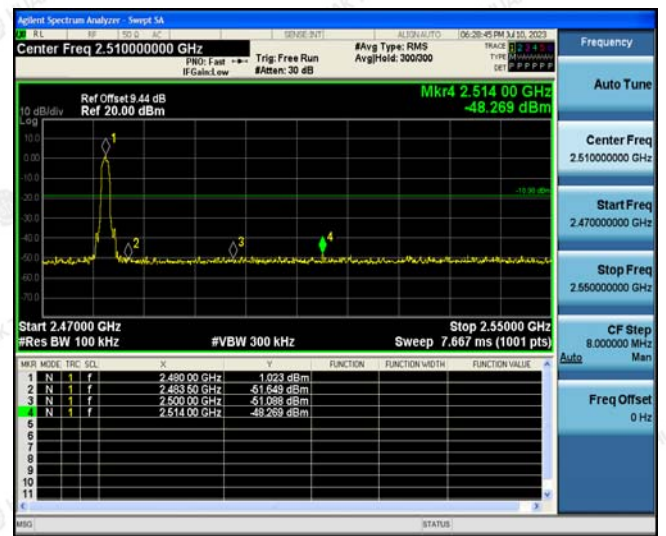 Agilent Spectrum Analyzer - Swept SA
RL RF 50 Ω AC SENSE:INT ALIGNAUTO 06:28:45 PM Jul 10, 2023
Center Freq 2.510000000 GHz
PNO: Fast Trig: Free Run
IFGain:Low #Atten: 30 dB
#Avg Type: RMS
Avg|Hold: 300/300
TRACE 1 2 3 4 5 6
TYPE MWWWWW
DET P P P P P P
Frequency
Auto Tune
Mkr4 2.514 00 GHz
-48.269 dBm
Ref Offset 9.44 dB
10 dB/div Ref 20.00 dBm
Log
10.0
0.00
-10.0
-20.0
-30.0
-40.0
-50.0
-60.0
-70.0
1
2
3
4
Center Freq
2.510000000 GHz
Start Freq
2.470000000 GHz
Stop Freq
2.550000000 GHz
Start 2.47000 GHz Stop 2.55000 GHz
#Res BW 100 kHz #VBW 300 kHz Sweep 7.667 ms (1001 pts)
CF Step
8.000000 MHz
Auto Man
Freq Offset
0 Hz
MKR MODE TRC SCL X Y FUNCTION FUNCTION WIDTH FUNCTION VALUE
1 N 1 f 2.480 00 GHz 1.023 dBm
2 N 1 f 2.483 50 GHz -51.649 dBm
3 N 1 f 2.500 00 GHz -51.088 dBm
4 N 1 f 2.514 00 GHz -48.269 dBm
5
6
7
8
9
10
11
MSG STATUS